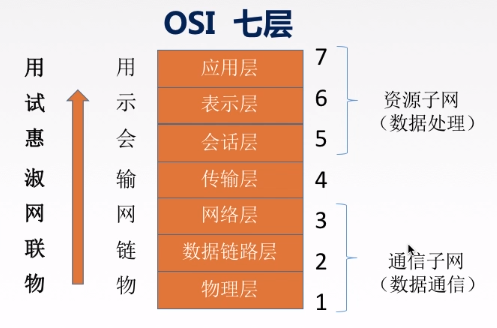 OSI 七层
用 用 应用层 7
试 示 表示层 6
惠 会 会话层 5
淑 输 传输层 4
网 网 网络层 3
联 链 数据链路层 2
物 物 物理层 1
资源子网
（数据处理）
通信子网
（数据通信）